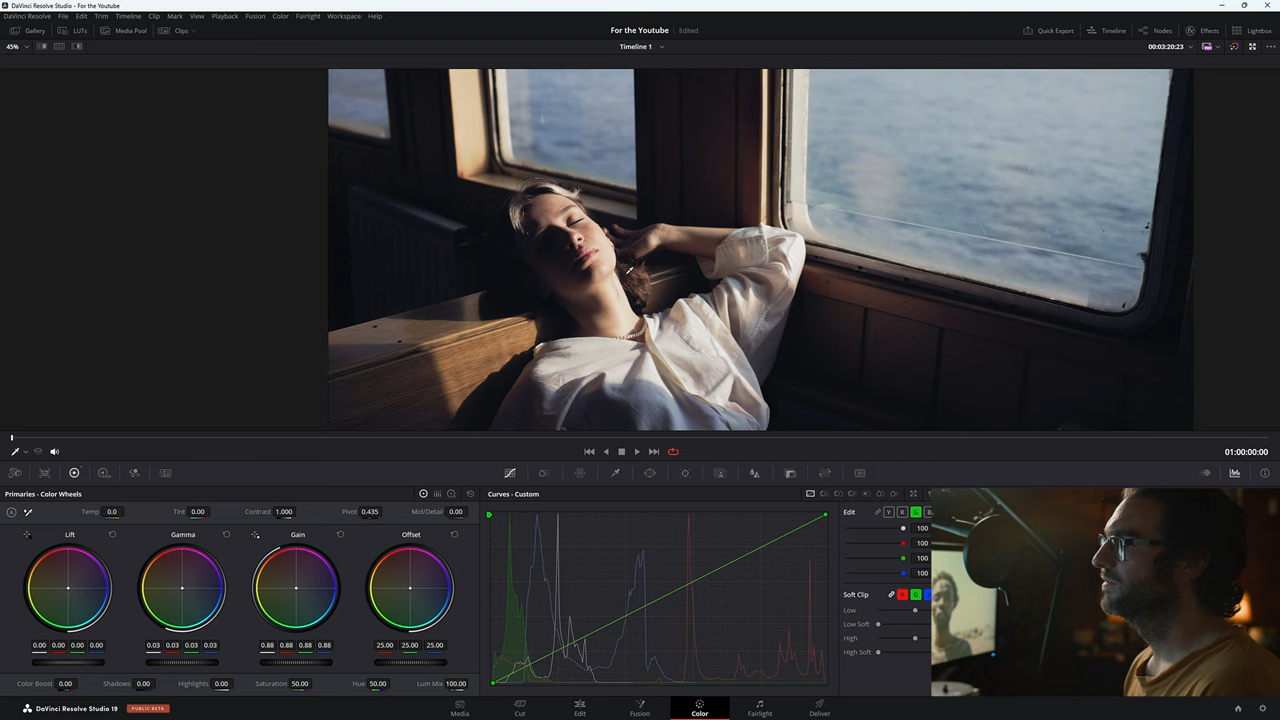 DaVinci Resolve Studio - For the Youtube
DaVinci Resolve File Edit Trim Timeline Clip Mark View Playback Fusion Color Fairlight Workspace Help
Gallery LUTs Media Pool Clips For the Youtube Edited Quick Export Timeline Nodes Effects Lightbox
45% Timeline 1 00:03:20:23
01:00:00:00
Primaries - Color Wheels Curves - Custom
Temp 0.0 Tint 0.00 Contrast 1.000 Pivot 0.435 Mid/Detail 0.00 Edit Y R G B
Lift Gamma Gain Offset 100
100
100
100
Soft Clip R G
Low
Low Soft
High
High Soft
0.00 0.00 0.00 0.00 0.03 0.03 0.03 0.03 0.88 0.88 0.88 0.88 25.00 25.00 25.00
Color Boost 0.00 Shadows 0.00 Highlights 0.00 Saturation 50.00 Hue 50.00 Lum Mix 100.00
DaVinci Resolve Studio 19 PUBLIC BETA Media Cut Edit Fusion Color Fairlight Deliver